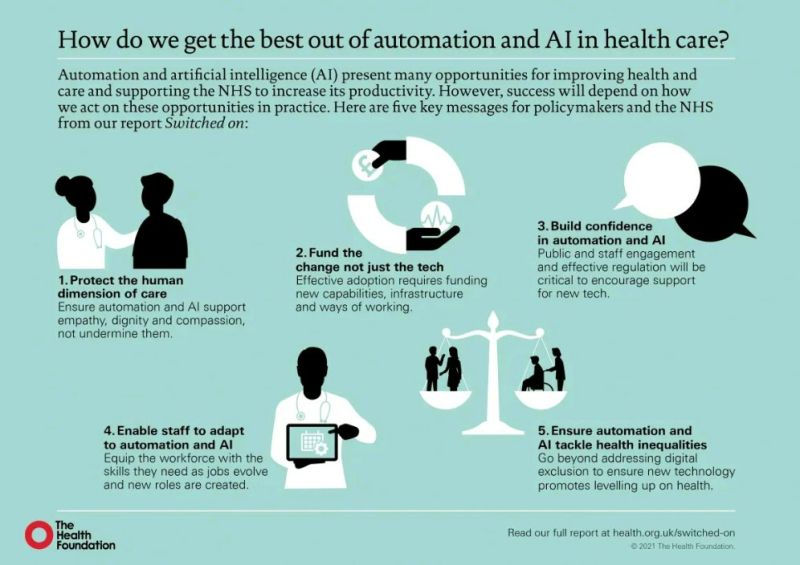 How do we get the best out of automation and AI in health care?
Automation and artificial intelligence (AI) present many opportunities for improving health and
care and supporting the NHS to increase its productivity. However, success will depend on how
we act on these opportunities in practice. Here are five key messages for policymakers and the NHS
from our report Switched on:
1. Protect the human
dimension of care
Ensure automation and AI support
empathy, dignity and compassion,
not undermine them.
£
2. Fund the
change not just the tech
Effective adoption requires funding
new capabilities, infrastructure
and ways of working.
3. Build confidence
in automation and AI
Public and staff engagement
and effective regulation will be
critical to encourage support
for new tech.
4. Enable staff to adapt
to automation and AI
Equip the workforce with the
skills they need as jobs evolve
and new roles are created.
5. Ensure automation and
AI tackle health inequalities
Go beyond addressing digital
exclusion to ensure new technology
promotes levelling up on health.
The
Health
Foundation
Read our full report at health.org.uk/switched-on
© 2021 The Health Foundation.